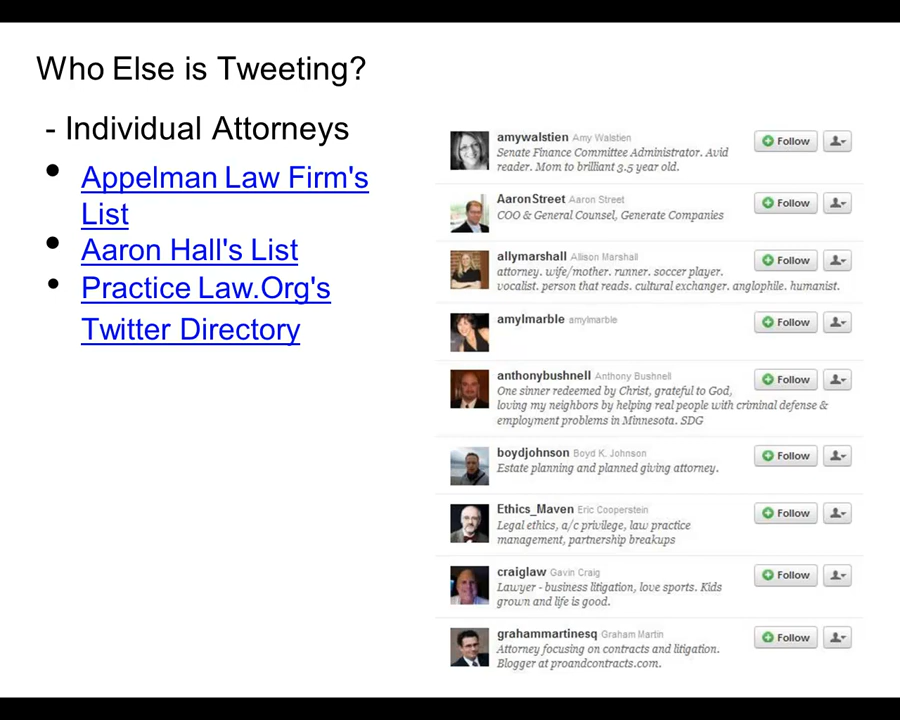 Who Else is Tweeting?
- Individual Attorneys
• Appelman Law Firm's
List
• Aaron Hall's List
• Practice Law.Org's
Twitter Directory
amywalstien Amy Walstien
Follow
Senate Finance Committee Administrator. Avid
reader. Mom to brilliant 3.5 year old.
AaronStreet Aaron Street
Follow
COO & General Counsel, Generate Companies
allymarshall Allison Marshall
Follow
attorney. wife/mother. runner. soccer player.
vocalist. person that reads. cultural exchanger. anglophile. humanist.
amylmarble amylmarble
Follow
anthonybushnell Anthony Bushnell
Follow
One sinner redeemed by Christ, grateful to God,
loving my neighbors by helping real people with criminal defense &
employment problems in Minnesota. SDG
boydjohnson Boyd K. Johnson
Follow
Estate planning and planned giving attorney.
Ethics_Maven Eric Cooperstein
Follow
Legal ethics, a/c privilege, law practice
management, partnership breakups
craiglaw Gavin Craig
Follow
Lawyer - business litigation, love sports. Kids
grown and life is good.
grahammartinesq Graham Martin
Follow
Attorney focusing on contracts and litigation.
Blogger at proandcontracts.com.